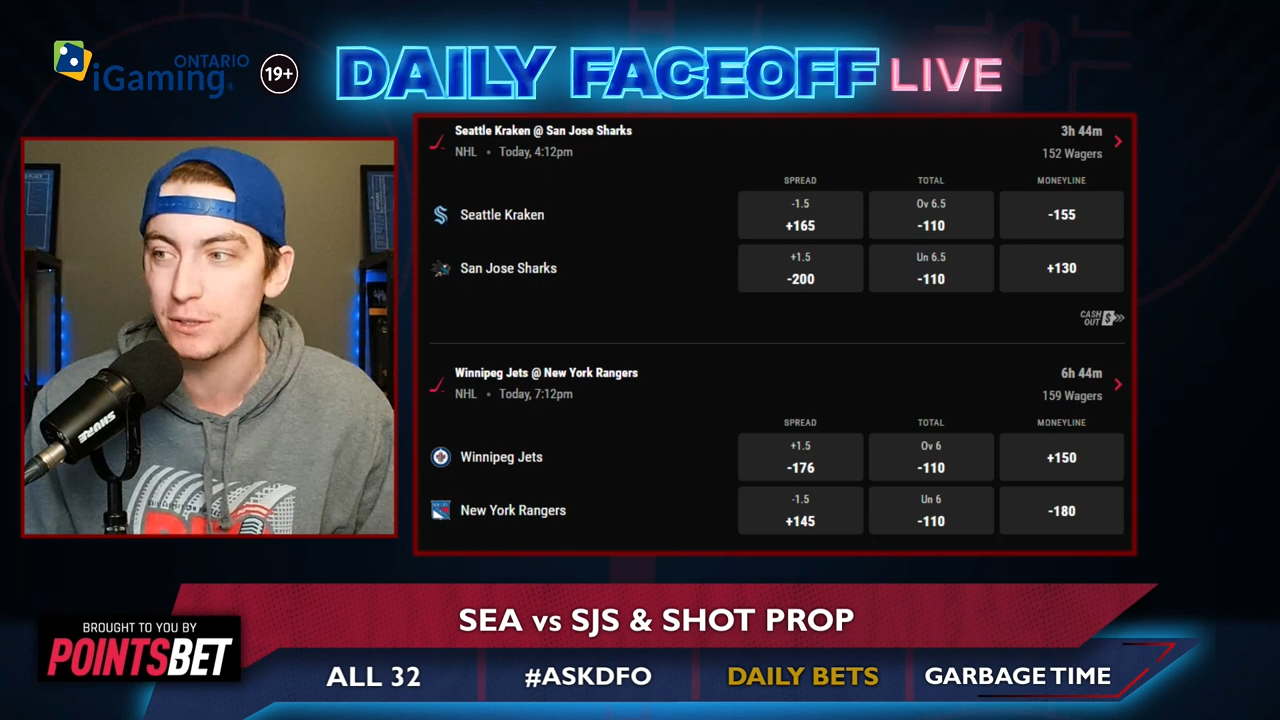 ONTARIO
iGaming
19+
DAILY FACEOFF LIVE
Seattle Kraken @ San Jose Sharks
3h 44m
NHL • Today, 4:12pm
152 Wagers
SPREAD TOTAL MONEYLINE
-1.5 Ov 6.5
Seattle Kraken +165 -110 -155
+1.5 Un 6.5
San Jose Sharks -200 -110 +130
CASH OUT $
Winnipeg Jets @ New York Rangers
6h 44m
NHL • Today, 7:12pm
159 Wagers
SPREAD TOTAL MONEYLINE
+1.5 Ov 6
Winnipeg Jets -176 -110 +150
-1.5 Un 6
New York Rangers +145 -110 -180
SHURE
SEA vs SJS & SHOT PROP
BROUGHT TO YOU BY
POINTSBET
ALL 32 #ASKDFO DAILY BETS GARBAGE TIME